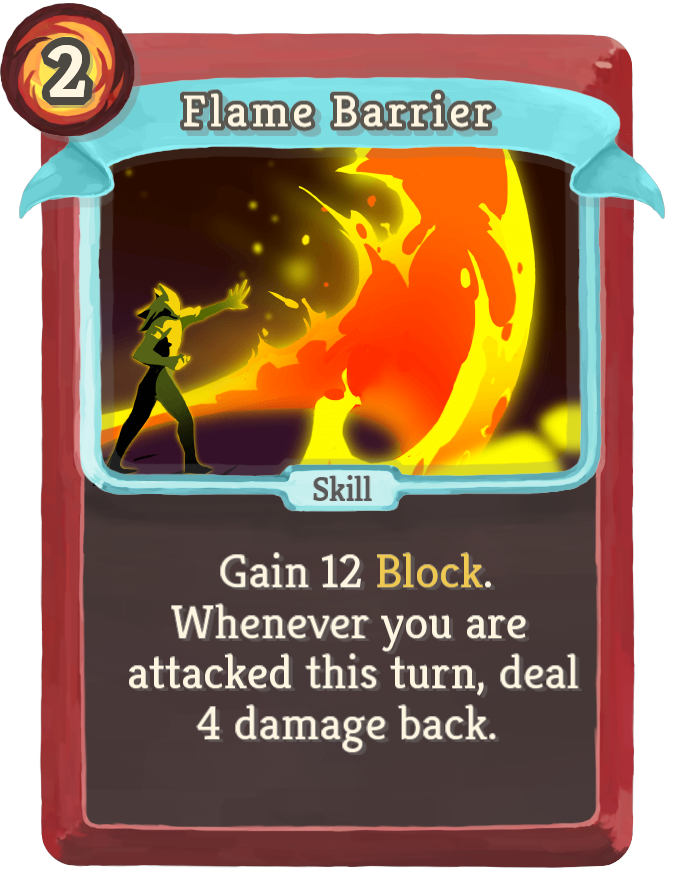 2
Flame Barrier
Skill
Gain 12 Block.
Whenever you are
attacked this turn, deal
4 damage back.